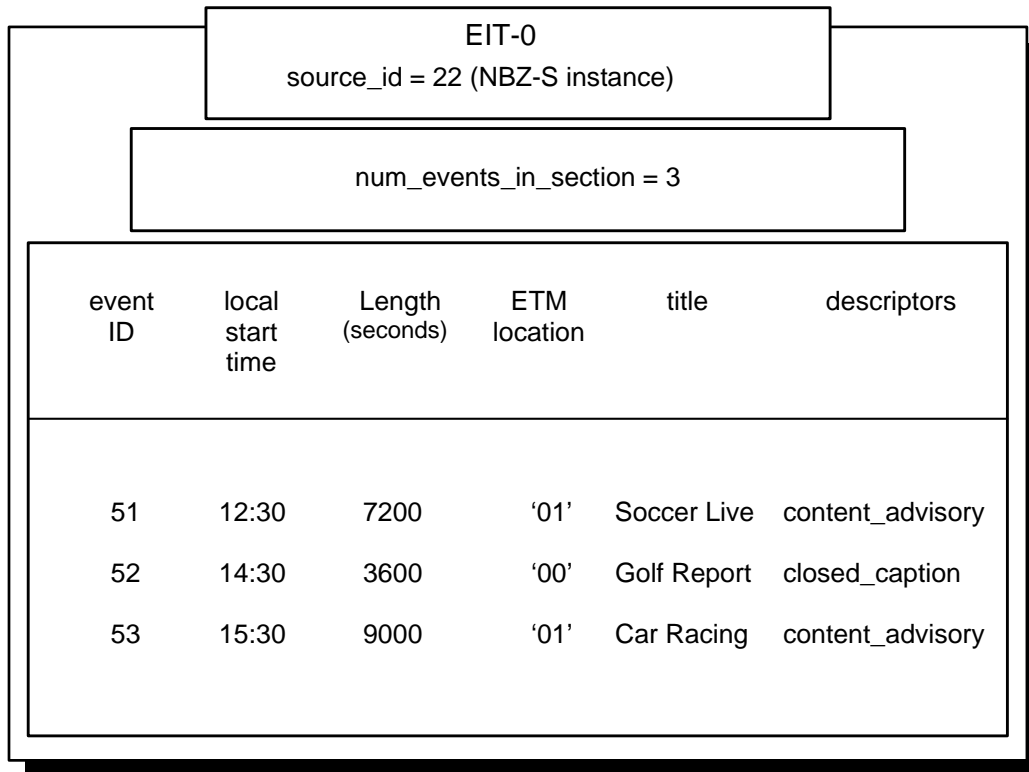 EIT-0
source_id = 22 (NBZ-S instance)
num_events_in_section = 3
event ID local start time Length (seconds) ETM location title descriptors
51 12:30 7200 ‘01’ Soccer Live content_advisory
52 14:30 3600 ‘00’ Golf Report closed_caption
53 15:30 9000 ‘01’ Car Racing content_advisory